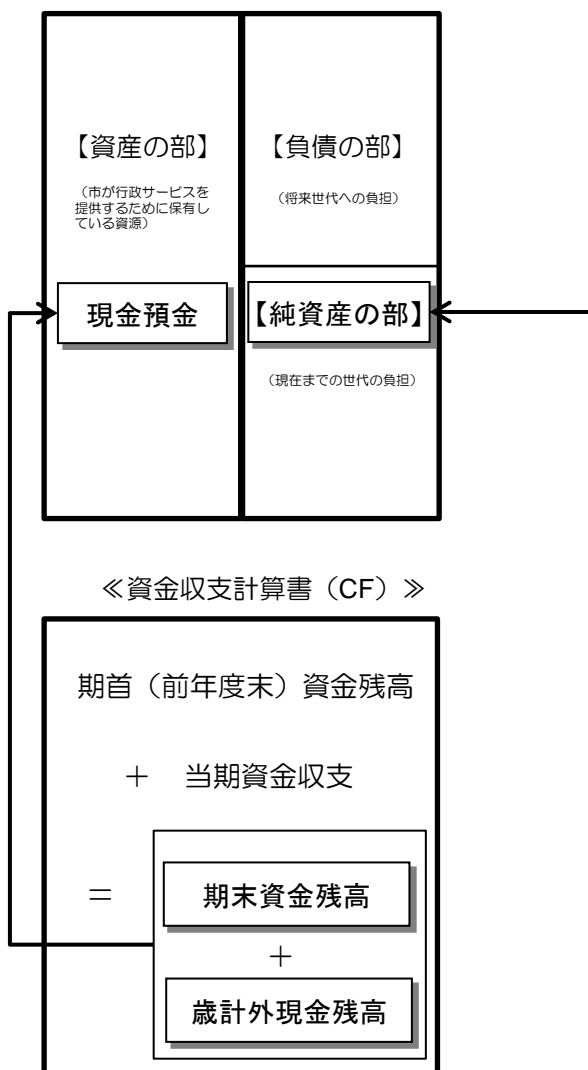 【資産の部】
（市が行政サービスを
提供するために保有し
ている資源）
現金預金
【負債の部】
（将来世代への負担）
【純資産の部】
（現在までの世代の負担）
≪資金収支計算書（CF）≫
期首（前年度末）資金残高
＋　当期資金収支
＝
期末資金残高
＋
歳計外現金残高